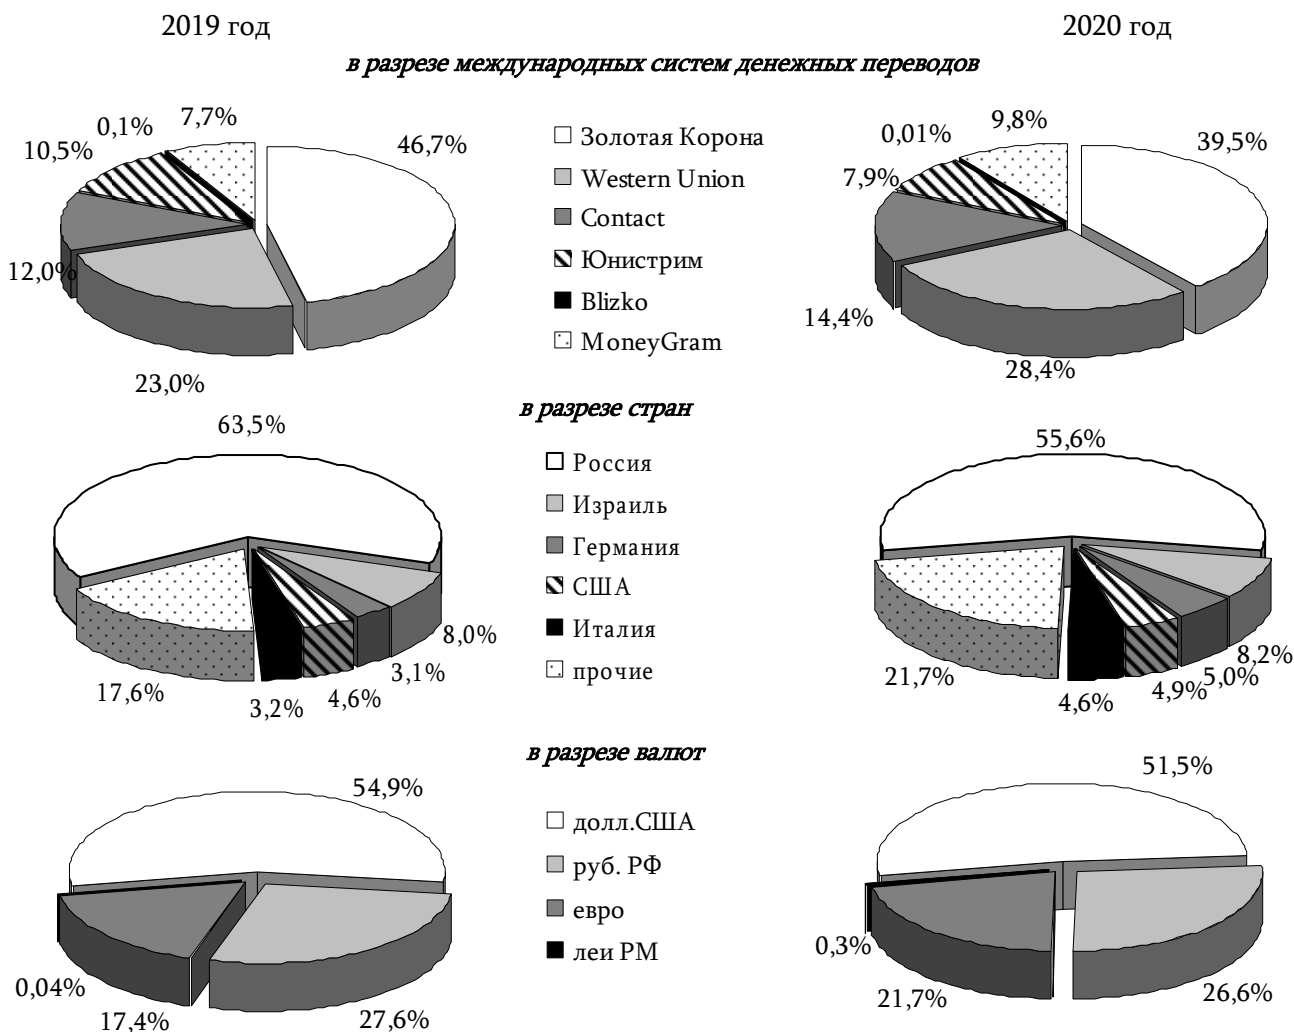 2019 год
2020 год
в разрезе международных систем денежных переводов
0,1%
7,7%
46,7%
10,5%
12,0%
23,0%
Золотая Корона
Western Union
Contact
Юнистрим
Blizko
MoneyGram
0,01%
9,8%
39,5%
7,9%
14,4%
28,4%
в разрезе стран
63,5%
8,0%
3,1%
4,6%
3,2%
17,6%
Россия
Израиль
Германия
США
Италия
прочие
55,6%
8,2%
5,0%
4,9%
4,6%
21,7%
в разрезе валют
54,9%
0,04%
17,4%
27,6%
долл.США
руб. РФ
евро
леи РМ
51,5%
0,3%
21,7%
26,6%